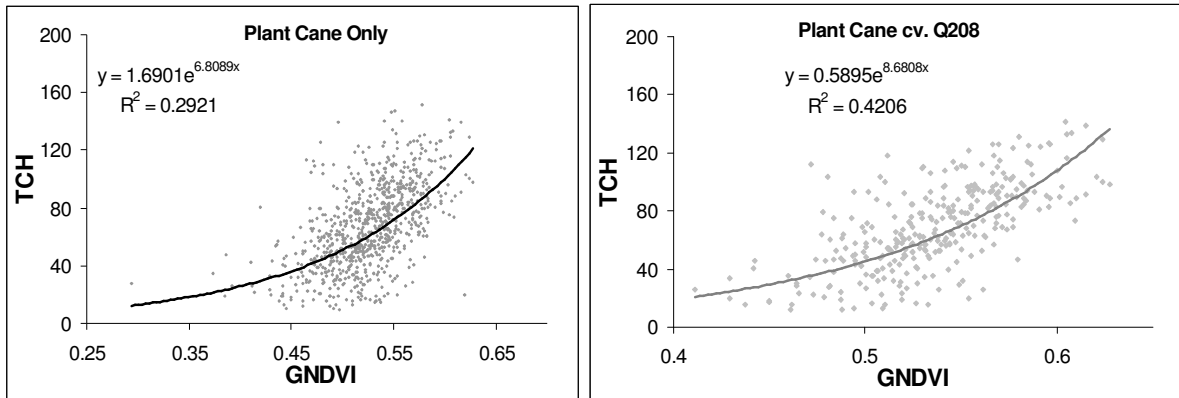 Plant Cane Only
y = 1.6901e^6.8089x
R^2 = 0.2921
200
160
120
80
40
0
TCH
0.25
0.35
0.45
0.55
0.65
GNDVI
Plant Cane cv. Q208
y = 0.5895e^8.6808x
R^2 = 0.4206
200
160
120
80
40
0
TCH
0.4
0.5
0.6
GNDVI